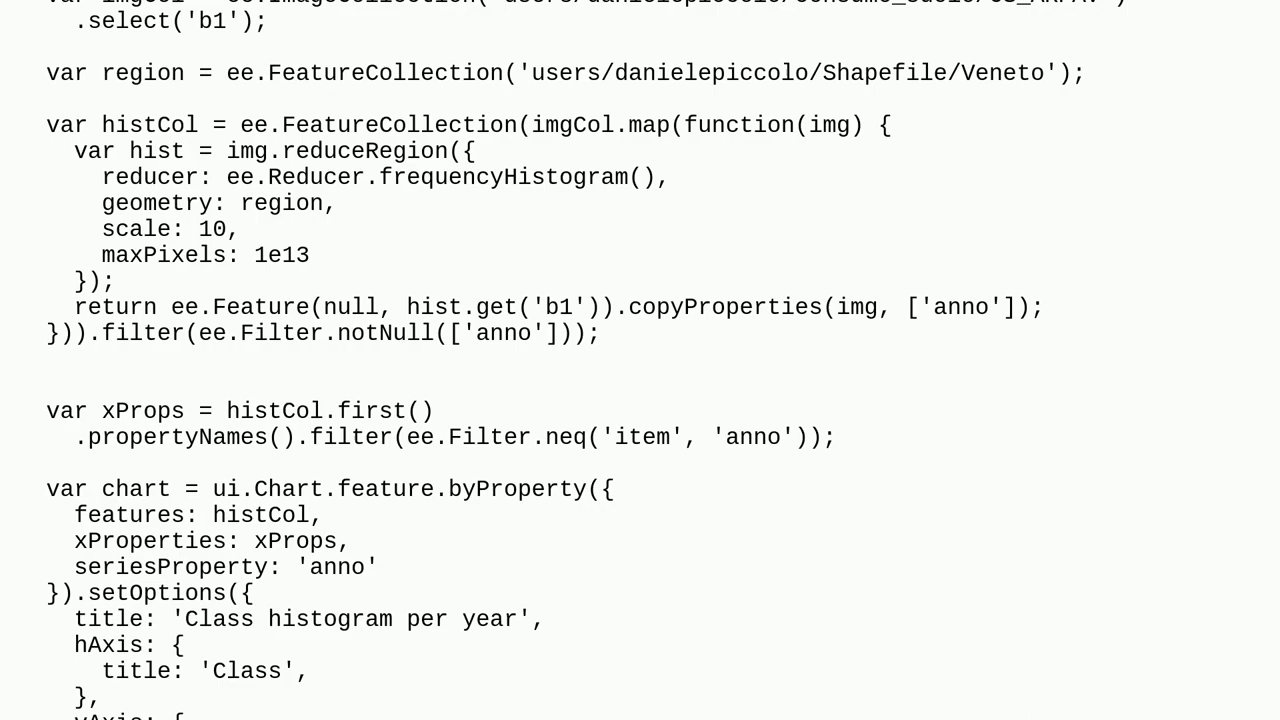 .select('b1');
var region = ee.FeatureCollection('users/danielepiccolo/Shapefile/Veneto');
var histCol = ee.FeatureCollection(imgCol.map(function(img) {
var hist = img.reduceRegion({
reducer: ee.Reducer.frequencyHistogram(),
geometry: region,
scale: 10,
maxPixels: 1e13
});
return ee.Feature(null, hist.get('b1')).copyProperties(img, ['anno']);
})).filter(ee.Filter.notNull(['anno']));
var xProps = histCol.first()
.propertyNames().filter(ee.Filter.neq('item', 'anno'));
var chart = ui.Chart.feature.byProperty({
features: histCol,
xProperties: xProps,
seriesProperty: 'anno'
}).setOptions({
title: 'Class histogram per year',
hAxis: {
title: 'Class',
},